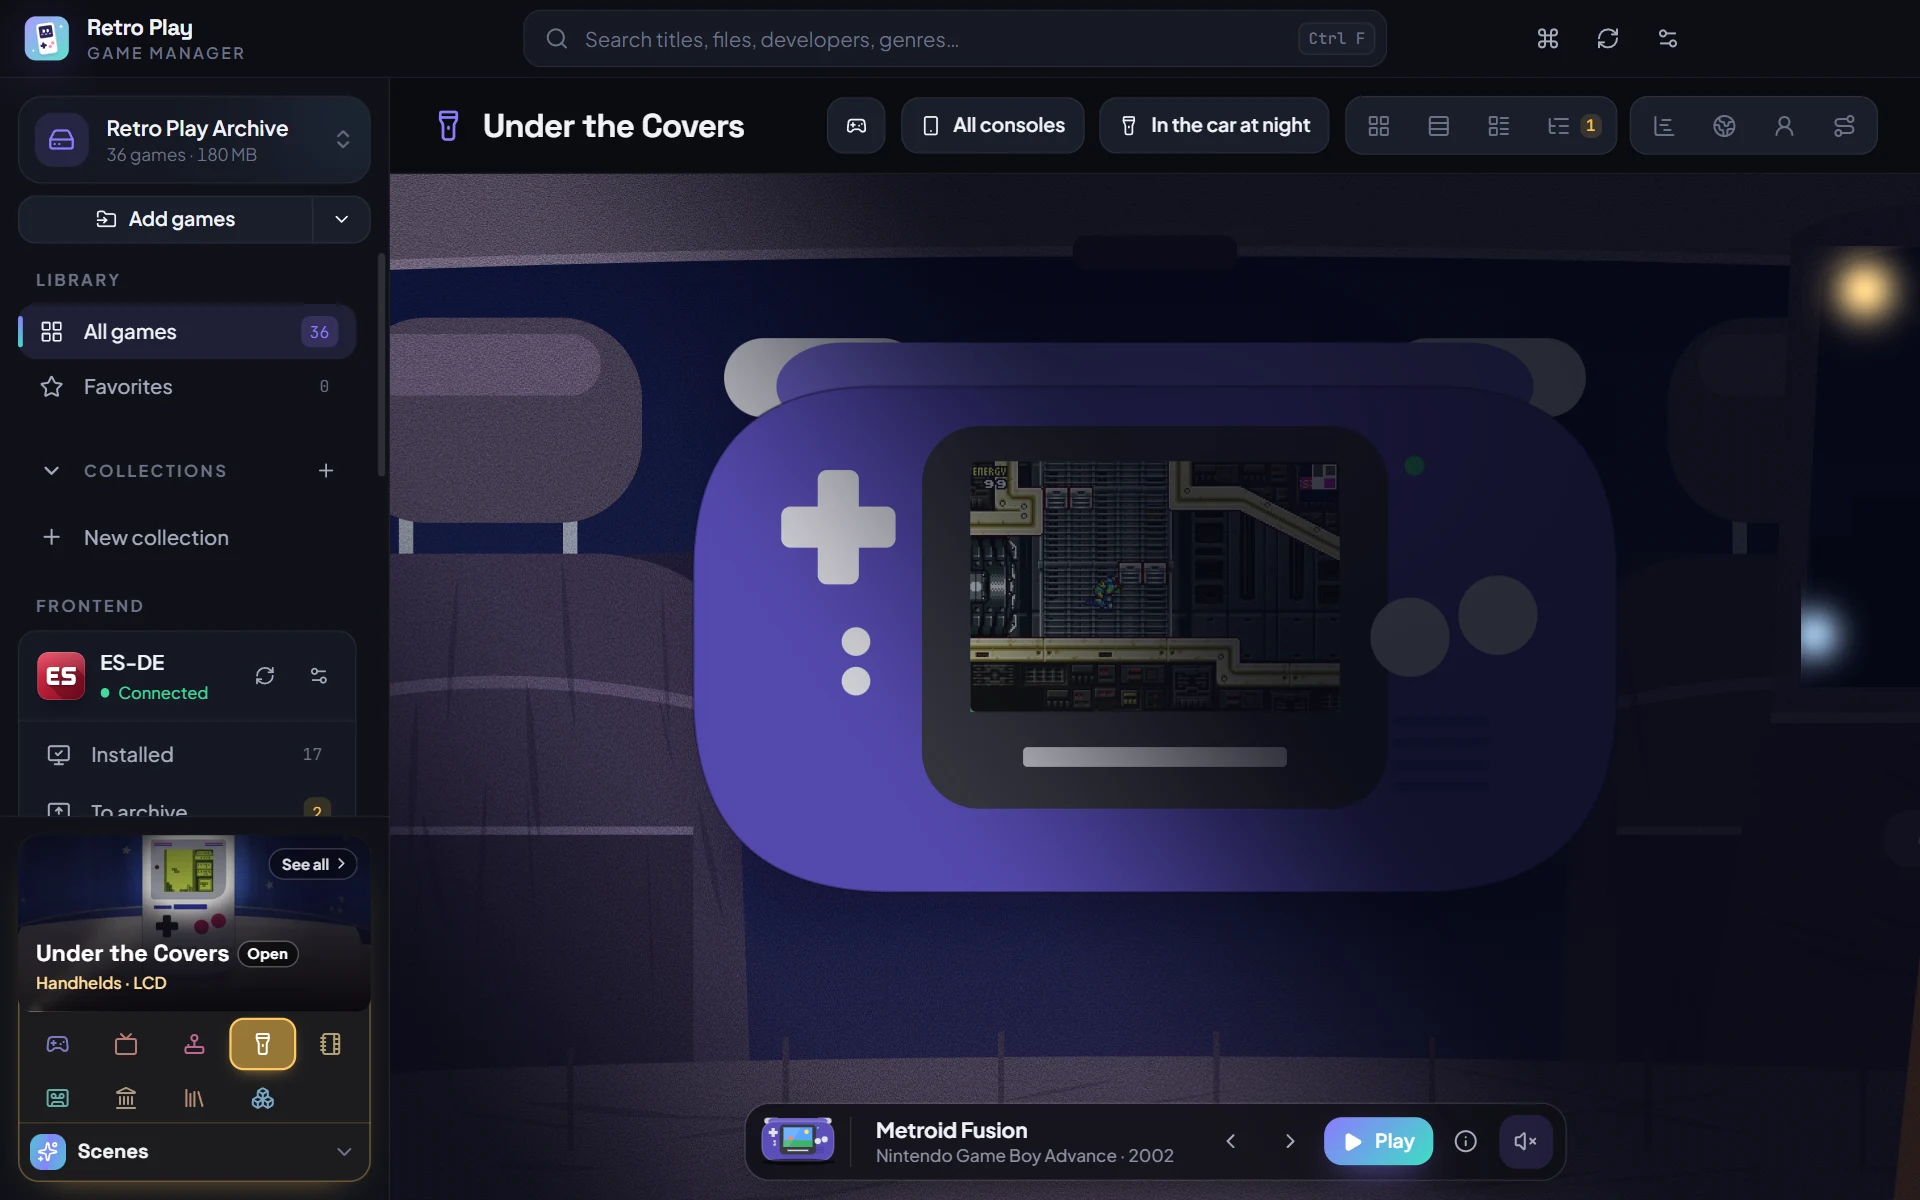 Retro Play
GAME MANAGER
Search titles, files, developers, genres...
Ctrl F
Retro Play Archive
36 games · 180 MB
Add games
LIBRARY
All games
36
Favorites
0
COLLECTIONS
New collection
FRONTEND
ES
ES-DE
Connected
Installed
17
To archive
2
See all
Under the Covers
Open
Handhelds · LCD
Scenes
Under the Covers
All consoles
In the car at night
1
ENERGY
99
Metroid Fusion
Nintendo Game Boy Advance · 2002
Play